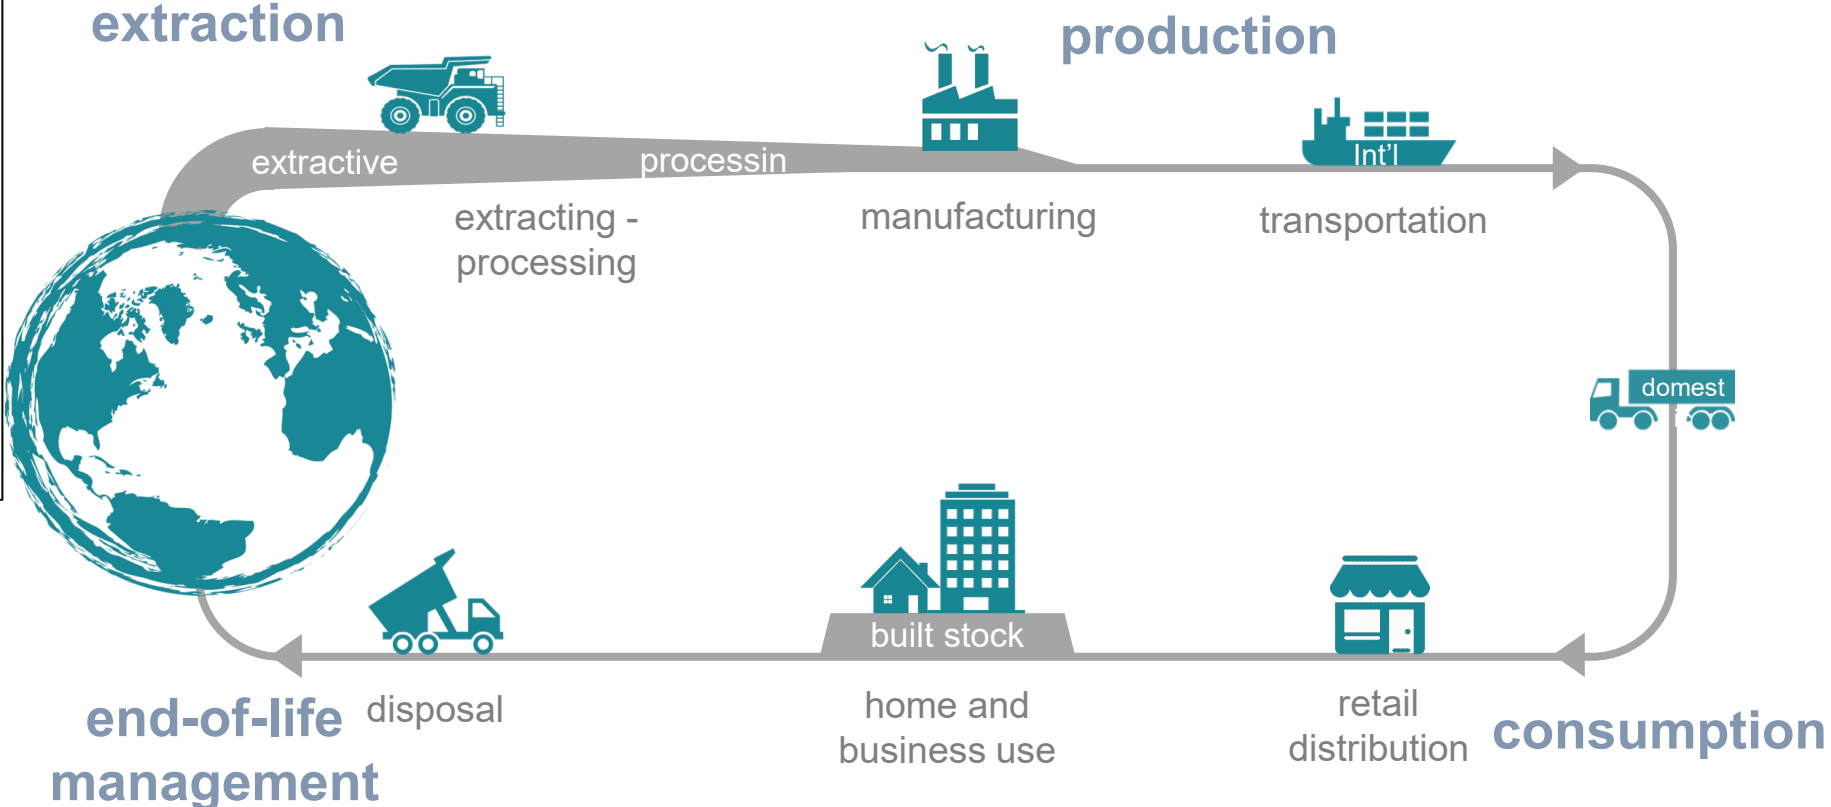 extraction
production
extractive
processin
Int'l
extracting -
processing
manufacturing
transportation
domest
built stock
disposal
home and
business use
retail
distribution
consumption
end-of-life
management